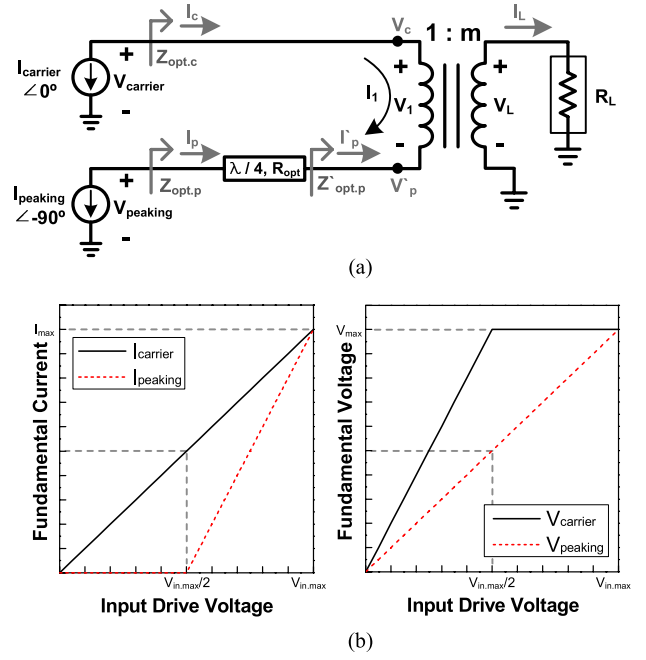 I_c
V_c
1 : m
I_L
I_carrier
∠0º
+
V_carrier
-
Z_opt.c
I_1
+
V_1
-
+
V_L
-
R_L
I_p
I`_p
I_peaking
∠-90º
+
V_peaking
-
Z_opt.p
λ / 4, R_opt
Z`_opt.p
V`_p
(a)
Fundamental Current
I_max
I_carrier
I_peaking
V_in.max/2
V_in.max
Input Drive Voltage
Fundamental Voltage
V_max
V_carrier
V_peaking
V_in.max/2
V_in.max
Input Drive Voltage
(b)